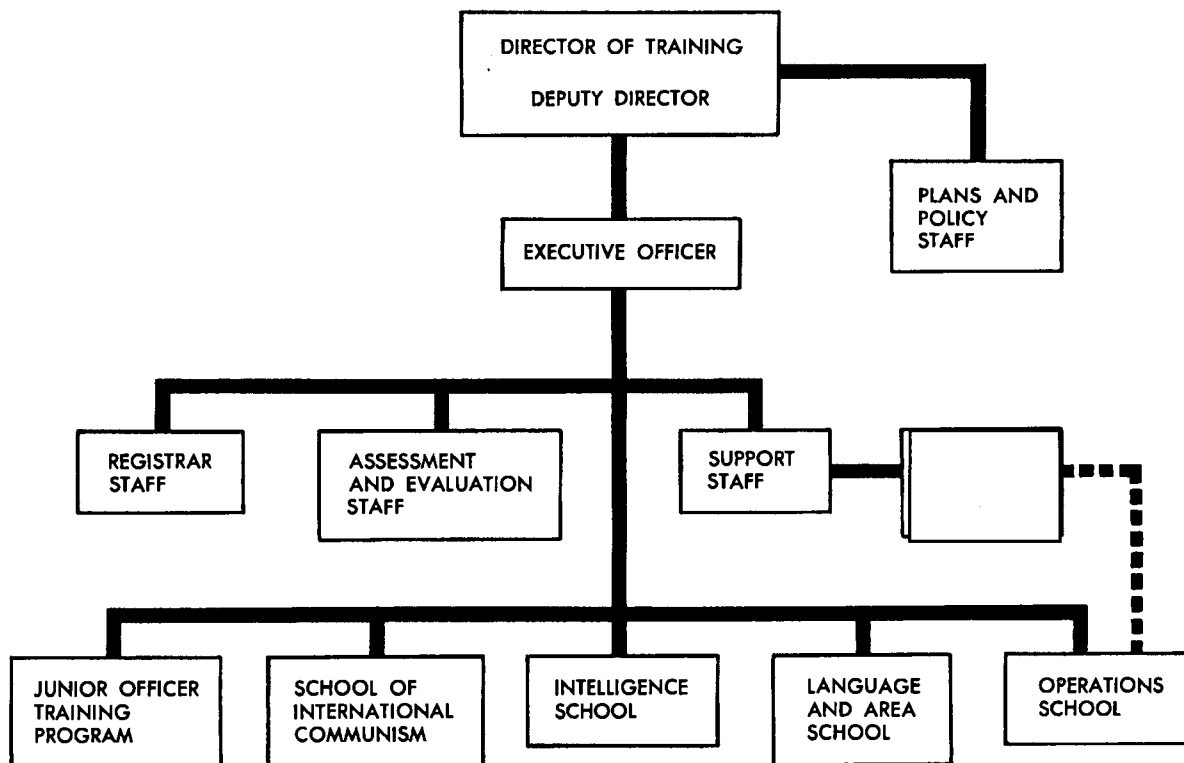 DIRECTOR OF TRAINING
DEPUTY DIRECTOR
PLANS AND
POLICY
STAFF
EXECUTIVE OFFICER
REGISTRAR
STAFF
ASSESSMENT
AND EVALUATION
STAFF
SUPPORT
STAFF
JUNIOR OFFICER
TRAINING
PROGRAM
SCHOOL OF
INTERNATIONAL
COMMUNISM
INTELLIGENCE
SCHOOL
LANGUAGE
AND AREA
SCHOOL
OPERATIONS
SCHOOL